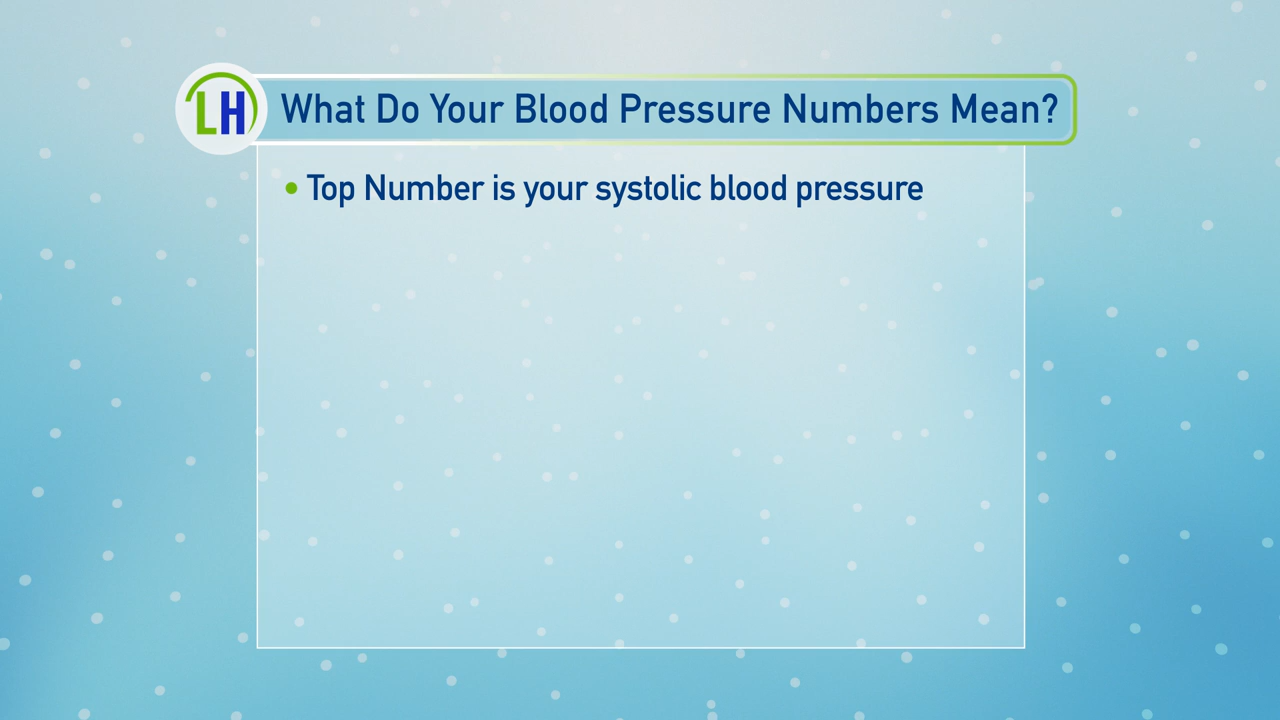 LH
What Do Your Blood Pressure Numbers Mean?
• Top Number is your systolic blood pressure